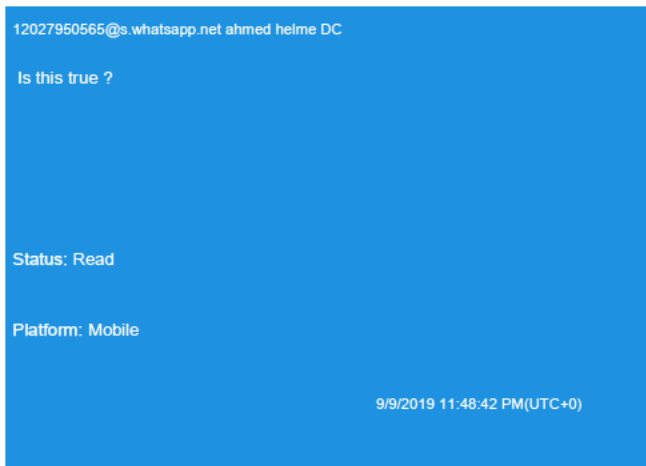 12027950565@s.whatsapp.net ahmed helme DC
Is this true ?
Status: Read
Platform: Mobile
9/9/2019 11:48:42 PM(UTC+0)